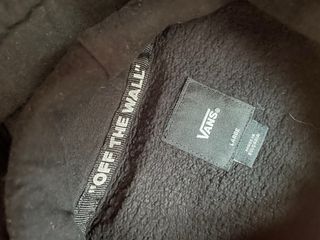 "OFF THE WALL"
VANS
LARGE